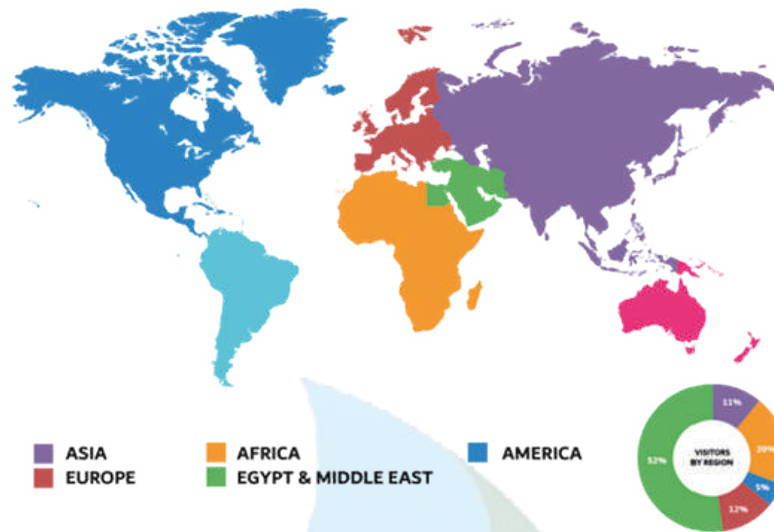 ASIA
EUROPE
AFRICA
EGYPT & MIDDLE EAST
AMERICA
11%
20%
5%
12%
52%
VISITORS
BY REGION